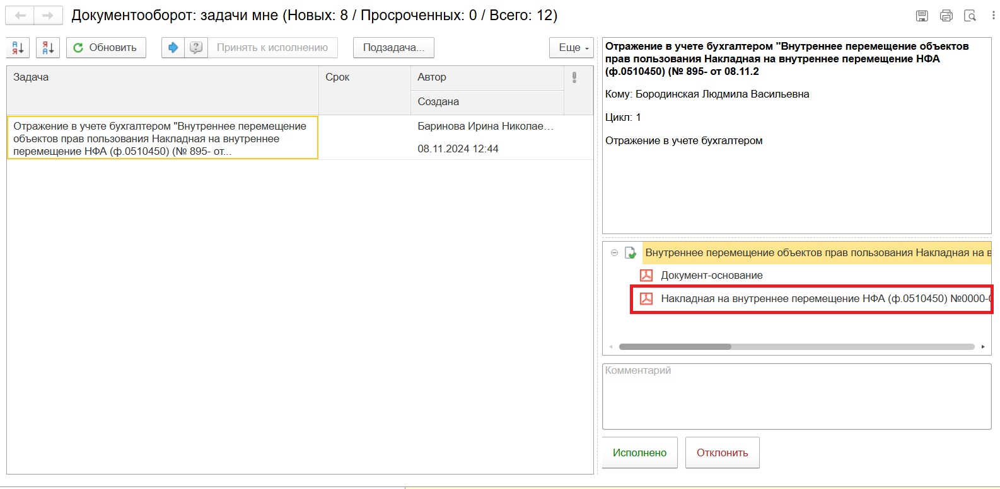 Документооборот: задачи мне (Новых: 8 / Просроченных: 0 / Всего: 12)
Обновить
Принять к исполнению
Подзадача...
Еще
Задача
Срок
Автор
Создана
Отражение в учете бухгалтером "Внутреннее перемещение
объектов прав пользования Накладная на внутреннее
перемещение НФА (ф.0510450) (№ 895- от...
Баринова Ирина Николае...
08.11.2024 12:44
Отражение в учете бухгалтером "Внутреннее перемещение объектов
прав пользования Накладная на внутреннее перемещение НФА
(ф.0510450) (№ 895- от 08.11.2
Кому: Бородинская Людмила Васильевна
Цикл: 1
Отражение в учете бухгалтером
Внутреннее перемещение объектов прав пользования Накладная на в
Документ-основание
Накладная на внутреннее перемещение НФА (ф.0510450) №0000-0
Комментарий
Исполнено
Отклонить